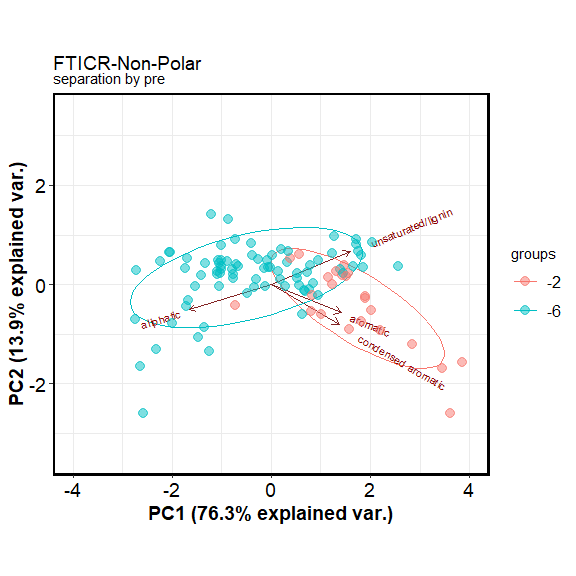 FTICR-Non-Polar
separation by pre
PC2 (13.9% explained var.)
2
0
-2
unsaturated/lignin
aliphatic
aromatic
condensed aromatic
groups
-2
-6
-4
-2
0
2
4
PC1 (76.3% explained var.)